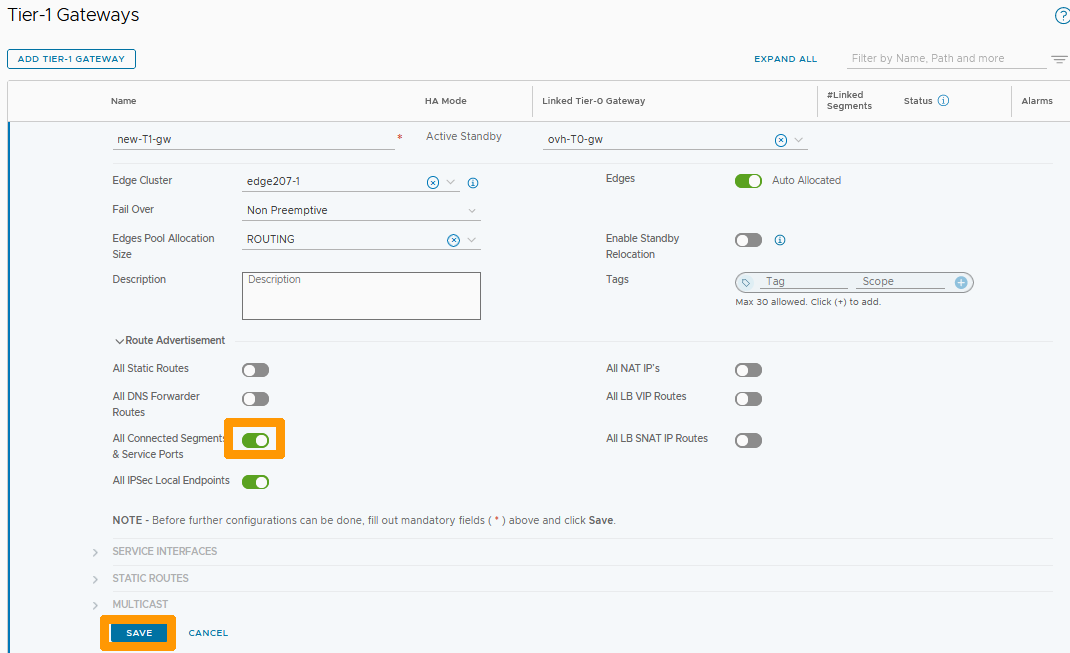 Tier-1 Gateways
ADD TIER-1 GATEWAY
EXPAND ALL
Filter by Name, Path and more
Name
HA Mode
Linked Tier-0 Gateway
#Linked
Segments
Status
Alarms
new-T1-gw *
Active Standby
ovh-T0-gw
Edge Cluster
edge207-1
Edges
Auto Allocated
Fail Over
Non Preemptive
Edges Pool Allocation
Size
ROUTING
Enable Standby
Relocation
Description
Description
Tags
Tag
Scope
Max 30 allowed. Click (+) to add.
Route Advertisement
All Static Routes
All NAT IP's
All DNS Forwarder
Routes
All LB VIP Routes
All Connected Segments
& Service Ports
All LB SNAT IP Routes
All IPSec Local Endpoints
NOTE - Before further configurations can be done, fill out mandatory fields ( * ) above and click Save.
SERVICE INTERFACES
STATIC ROUTES
MULTICAST
SAVE
CANCEL